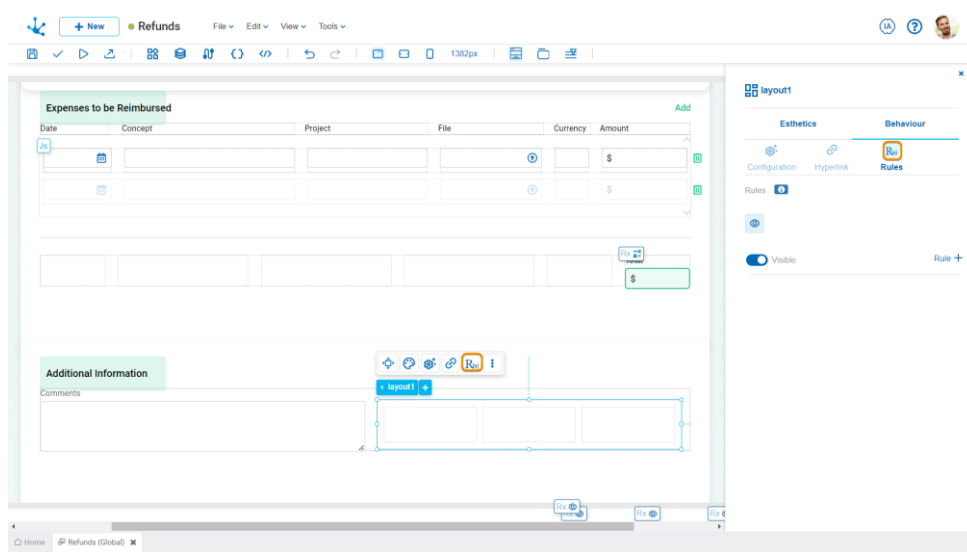 + New
Refunds
File
Edit
View
Tools
IA
?
1382px
Expenses to be Reimbursed
Add
Date
Concept
Project
File
Currency
Amount
Js
$
$
Rx
Total
$
Additional Information
Comments
R(x)
‹ layout1 +
Rx
Rx
Rx
Rx
Home
Refunds (Global) ✖
layout1
Esthetics
Behaviour
Configuration
Hyperlink
R(x)
Rules
Rules
Visible
Rule +